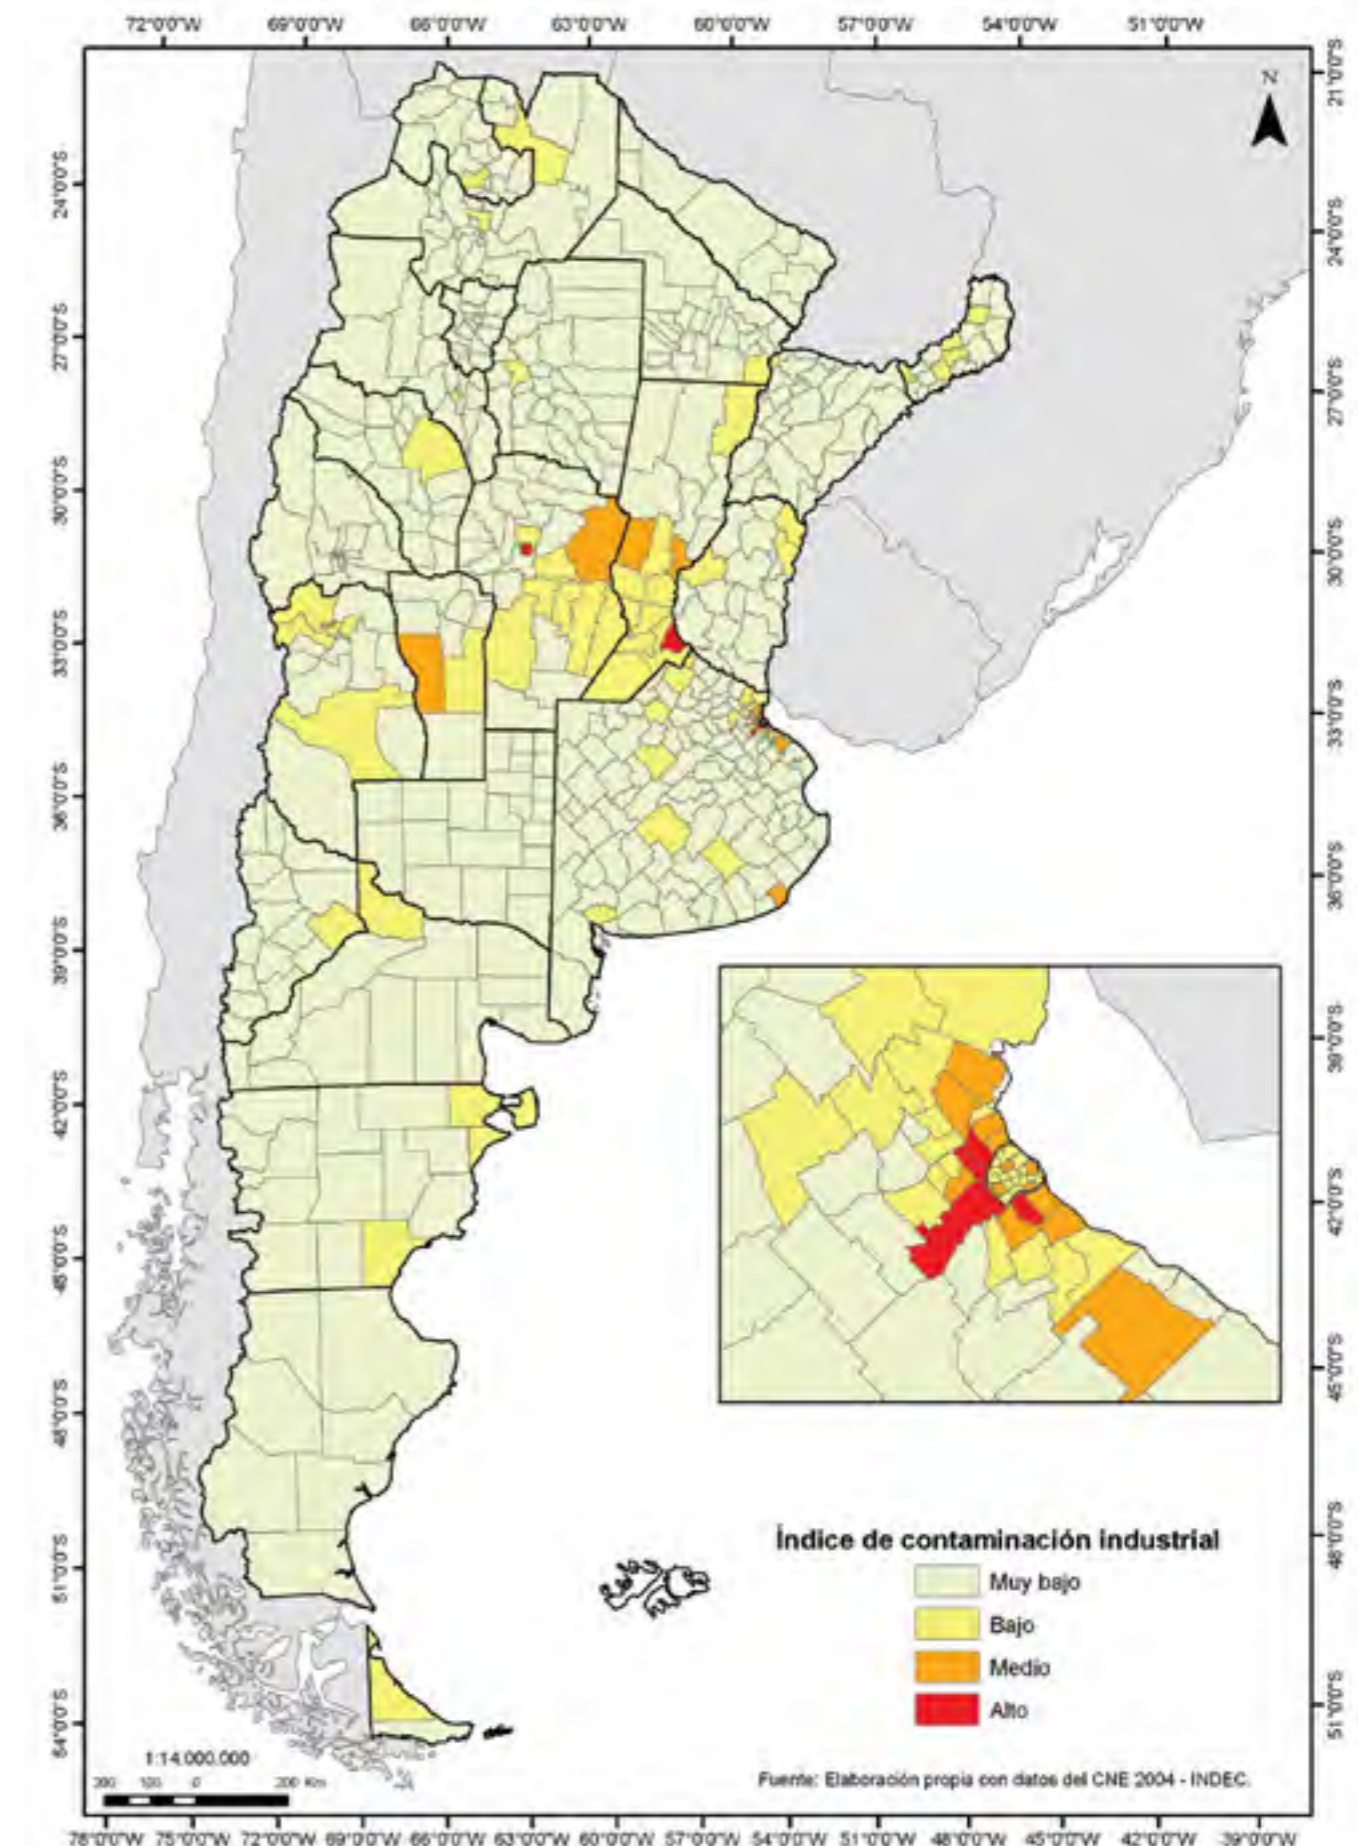 72°0'0"W 69°0'0"W 66°0'0"W 63°0'0"W 60°0'0"W 57°0'0"W 54°0'0"W 51°0'0"W
N
21°0'0"S
24°0'0"S
27°0'0"S
30°0'0"S
33°0'0"S
36°0'0"S
39°0'0"S
42°0'0"S
45°0'0"S
48°0'0"S
51°0'0"S
24°0'0"S
27°0'0"S
30°0'0"S
33°0'0"S
36°0'0"S
39°0'0"S
42°0'0"S
45°0'0"S
48°0'0"S
51°0'0"S
54°0'0"S
Índice de contaminación industrial
Muy bajo
Bajo
Medio
Alto
1:14.000.000
200 100 0 200 Km
Fuente: Elaboración propia con datos del CNE 2004 - INDEC.
78°0'0"W 75°0'0"W 72°0'0"W 69°0'0"W 66°0'0"W 63°0'0"W 60°0'0"W 57°0'0"W 54°0'0"W 51°0'0"W 48°0'0"W 45°0'0"W 42°0'0"W 39°0'0"W